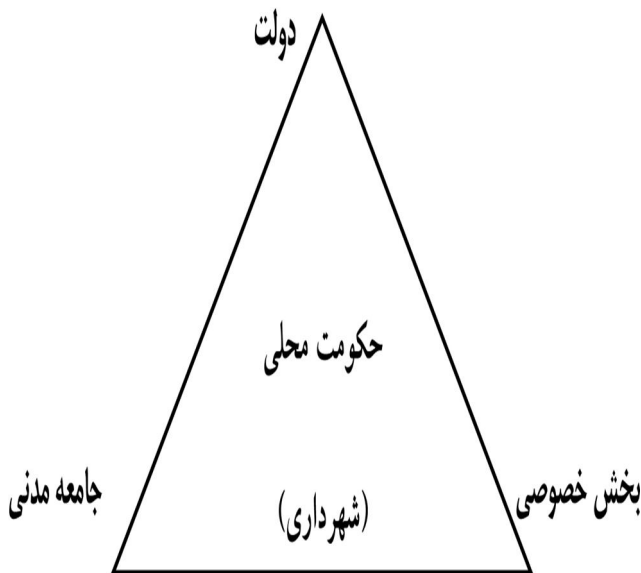 دولت
حکومت محلی
بخش خصوصی
جامعه مدنی
(شهرداری)